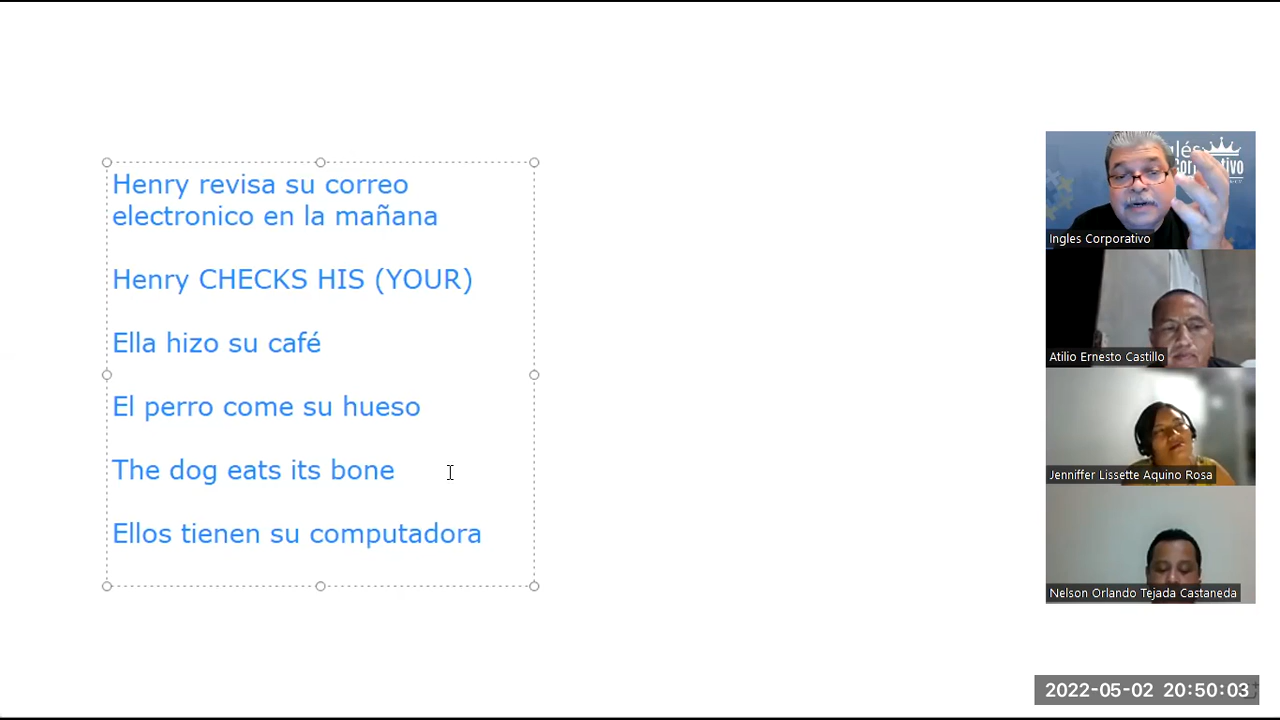 Henry revisa su correo
electronico en la mañana
Henry CHECKS HIS (YOUR)
Ella hizo su café
El perro come su hueso
The dog eats its bone
Ellos tienen su computadora
Ingles Corporativo
Atilio Ernesto Castillo
Jenniffer Lissette Aquino Rosa
Nelson Orlando Tejada Castaneda
2022-05-02 20:50:03